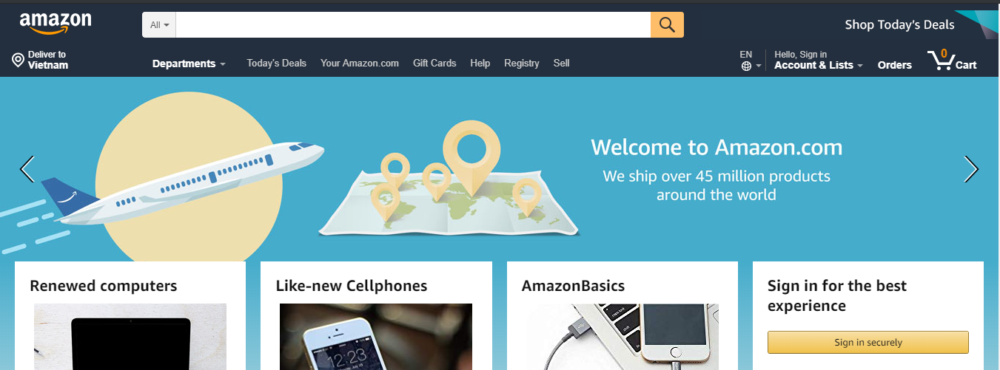 amazon
All
Shop Today's Deals
Deliver to
Vietnam
Departments
Today's Deals
Your Amazon.com
Gift Cards
Help
Registry
Sell
EN
Hello, Sign in
Account & Lists
Orders
0
Cart
Welcome to Amazon.com
We ship over 45 million products
around the world
Renewed computers
Like-new Cellphones
AmazonBasics
Sign in for the best
experience
12:23
Sign in securely